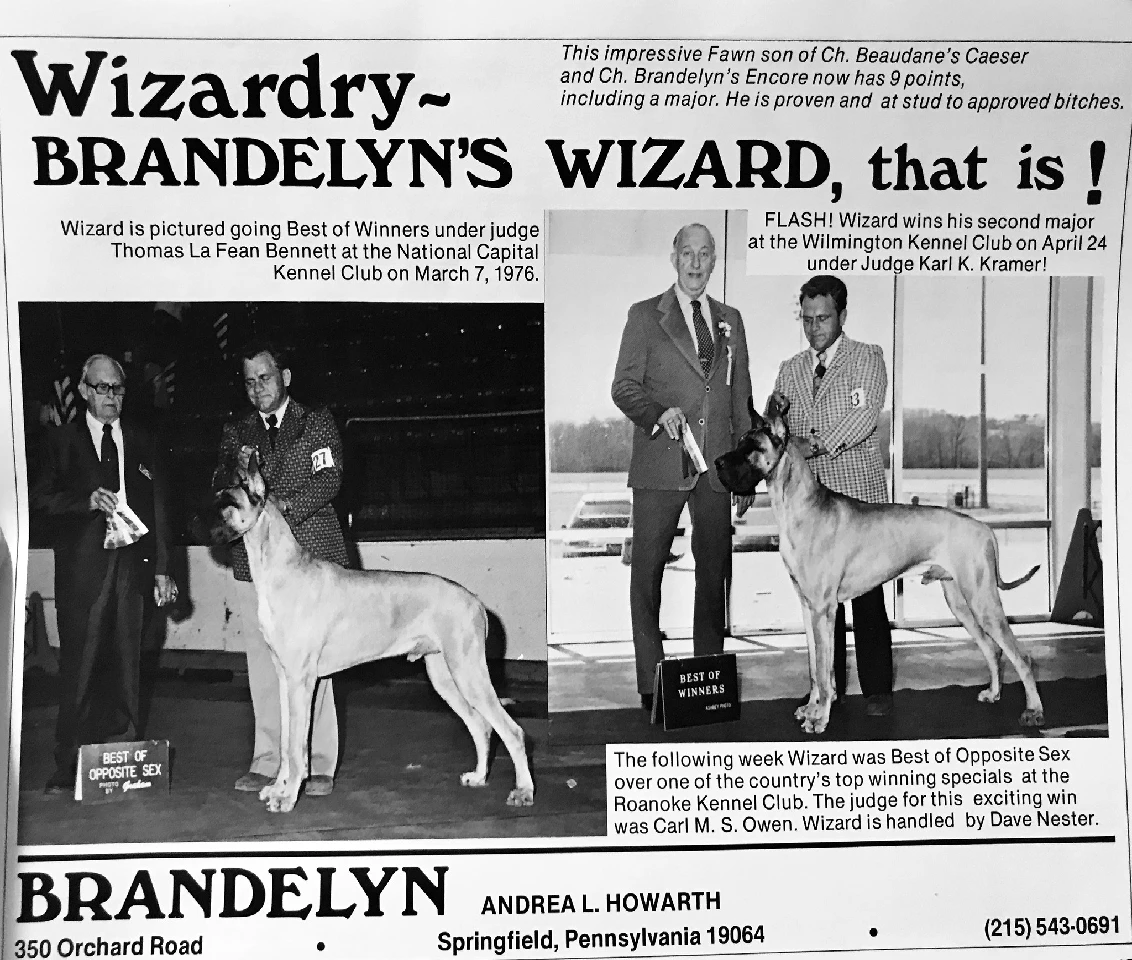 Wizardry~
This impressive Fawn son of Ch. Beaudane's Caeser
and Ch. Brandelyn's Encore now has 9 points,
including a major. He is proven and at stud to approved bitches.
BRANDELYN'S WIZARD, that is!
Wizard is pictured going Best of Winners under judge
Thomas La Fean Bennett at the National Capital
Kennel Club on March 7, 1976.
FLASH! Wizard wins his second major
at the Wilmington Kennel Club on April 24
under Judge Karl K. Kramer!
27
BEST OF
OPPOSITE SEX
PHOTO
BY Graham
3
BEST OF
WINNERS
ASHBEY PHOTO
The following week Wizard was Best of Opposite Sex
over one of the country's top winning specials at the
Roanoke Kennel Club. The judge for this exciting win
was Carl M. S. Owen. Wizard is handled by Dave Nester.
BRANDELYN ANDREA L. HOWARTH
350 Orchard Road • Springfield, Pennsylvania 19064 • (215) 543-0691